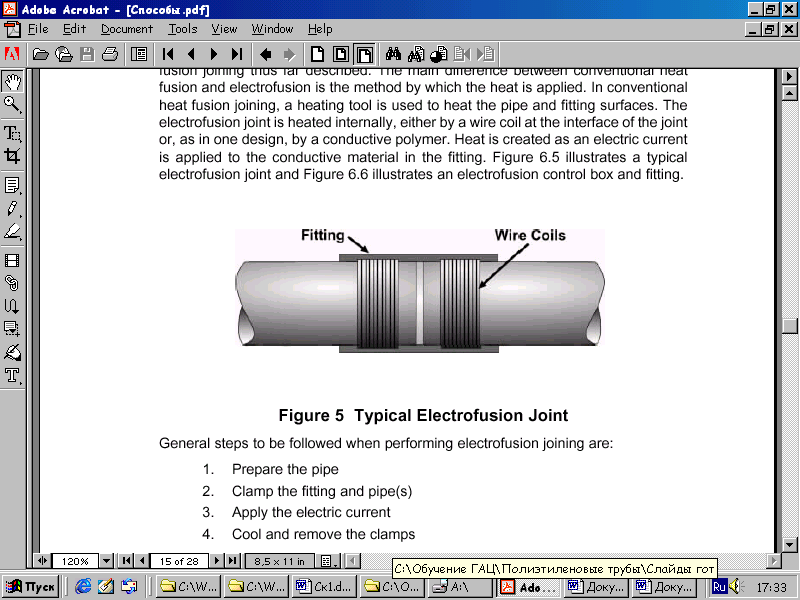 Adobe Acrobat - [Способы.pdf]
File Edit Document Tools View Window Help
fusion joining thus far described. The main difference between conventional heat
fusion and electrofusion is the method by which the heat is applied. In conventional
heat fusion joining, a heating tool is used to heat the pipe and fitting surfaces. The
electrofusion joint is heated internally, either by a wire coil at the interface of the joint
or, as in one design, by a conductive polymer. Heat is created as an electric current
is applied to the conductive material in the fitting. Figure 6.5 illustrates a typical
electrofusion joint and Figure 6.6 illustrates an electrofusion control box and fitting.
Fitting Wire Coils
Figure 5 Typical Electrofusion Joint
General steps to be followed when performing electrofusion joining are:
1. Prepare the pipe
2. Clamp the fitting and pipe(s)
3. Apply the electric current
4. Cool and remove the clamps
120% 15 of 28 8,5 x 11 in
C:\Обучение ГАЦ\Полиэтиленовые трубы\Слайды гот
Пуск C:\W... C:\W... Ск1.d... C:\О... A:\ Ado... Доку... Доку... Ru 17:33